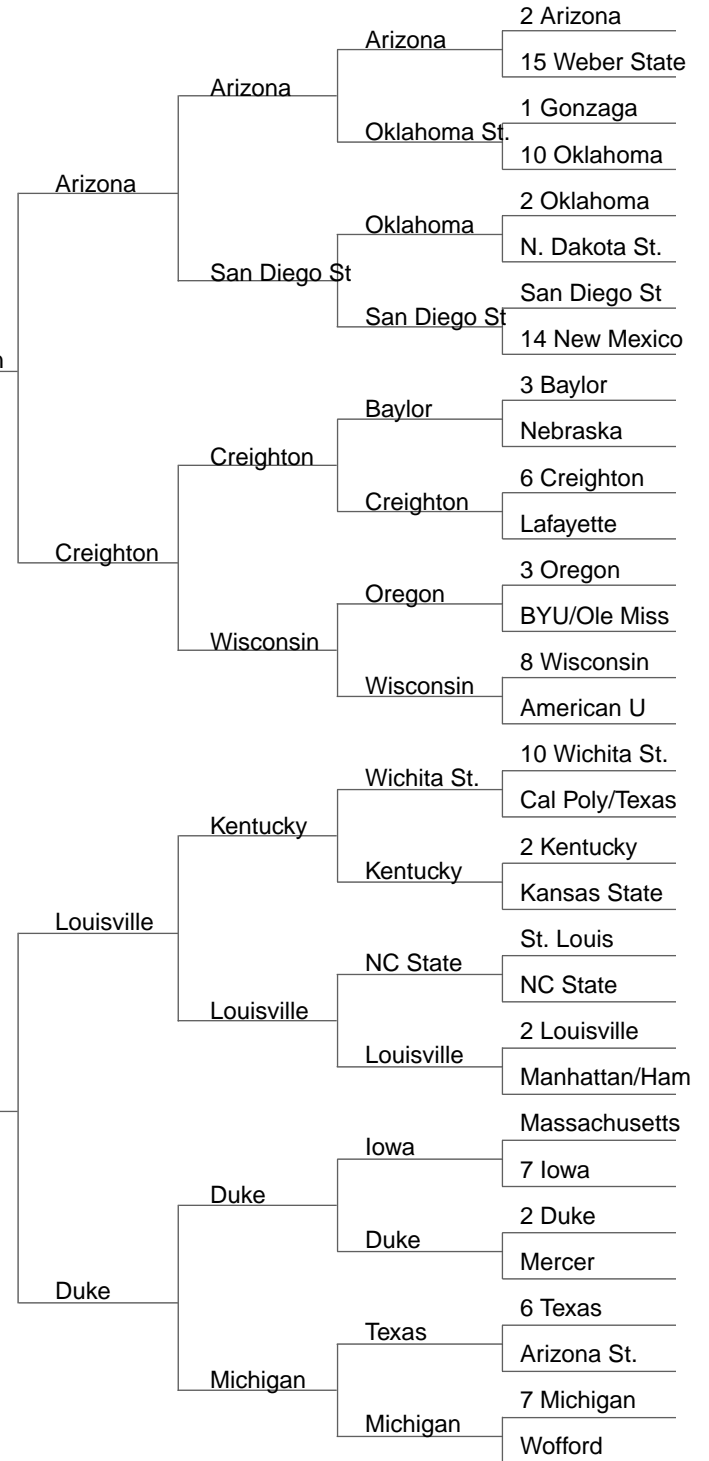 2 Arizona
Arizona
15 Weber State
Arizona
1 Gonzaga
Oklahoma St.
10 Oklahoma
Arizona
2 Oklahoma
Oklahoma
N. Dakota St.
San Diego St
San Diego St
San Diego St
14 New Mexico
n
3 Baylor
Baylor
Nebraska
Creighton
6 Creighton
Creighton
Lafayette
Creighton
3 Oregon
Oregon
BYU/Ole Miss
Wisconsin
8 Wisconsin
Wisconsin
American U
10 Wichita St.
Wichita St.
Cal Poly/Texas
Kentucky
2 Kentucky
Kentucky
Kansas State
Louisville
St. Louis
NC State
NC State
Louisville
2 Louisville
Louisville
Manhattan/Ham
Massachusetts
Iowa
7 Iowa
Duke
2 Duke
Duke
Mercer
Duke
6 Texas
Texas
Arizona St.
Michigan
7 Michigan
Michigan
Wofford